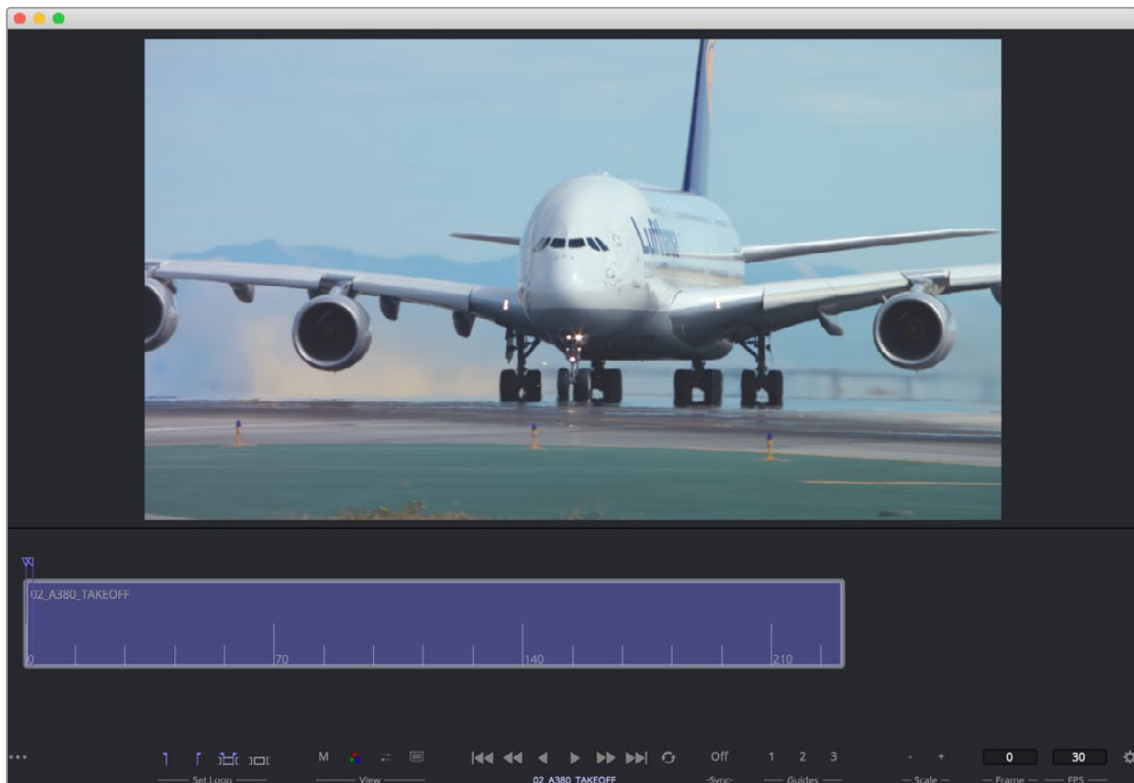 Lufthansa
02_A380_TAKEOFF
0 70 140 210
M Off 1 2 3 - + 0 30
Set Loop View 02_A380_TAKEOFF Sync Guides Scale Frame FPS